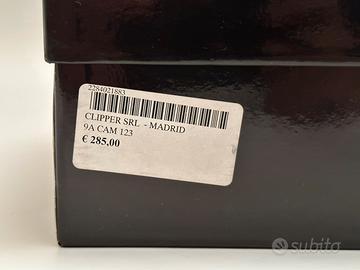 2284021883
CLIPPER SRL - MADRID
9A CAM 123
€ 285,00
subito